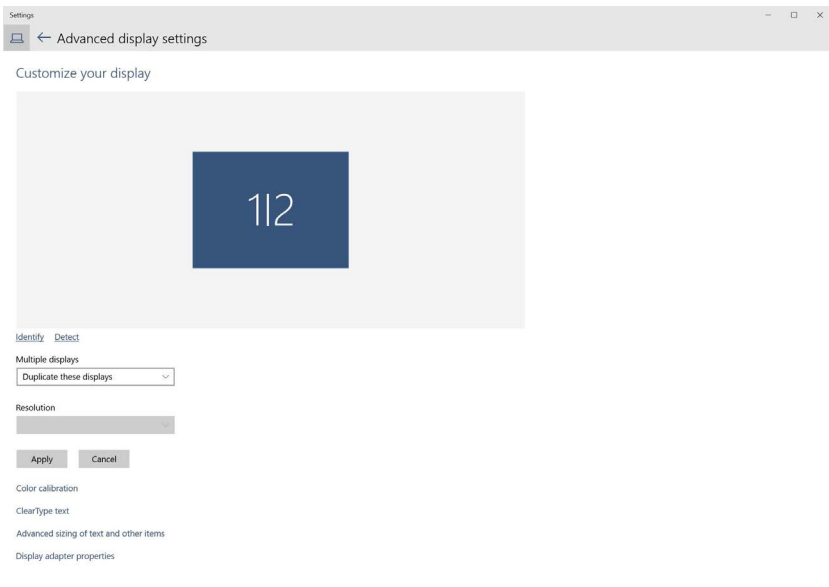 Settings
Advanced display settings
Customize your display
1|2
Identify Detect
Multiple displays
Duplicate these displays
Resolution
Apply Cancel
Color calibration
ClearType text
Advanced sizing of text and other items
Display adapter properties